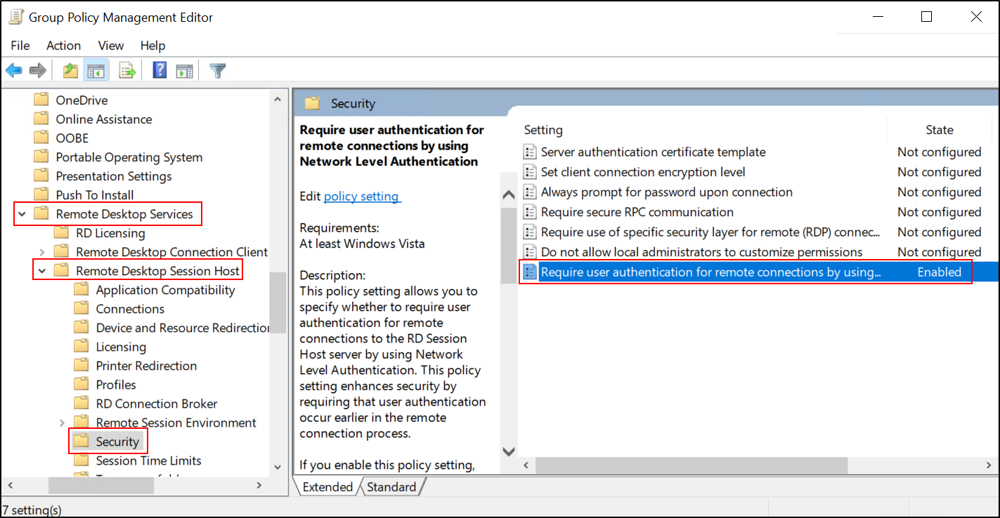 Group Policy Management Editor
File Action View Help
OneDrive
Online Assistance
OOBE
Portable Operating System
Presentation Settings
Push To Install
Remote Desktop Services
RD Licensing
Remote Desktop Connection Client
Remote Desktop Session Host
Application Compatibility
Connections
Device and Resource Redirection
Licensing
Printer Redirection
Profiles
RD Connection Broker
Remote Session Environment
Security
Session Time Limits
Security
Require user authentication for
remote connections by using
Network Level Authentication
Edit policy setting
Requirements:
At least Windows Vista
Description:
This policy setting allows you to
specify whether to require user
authentication for remote
connections to the RD Session
Host server by using Network
Level Authentication. This policy
setting enhances security by
requiring that user authentication
occur earlier in the remote
connection process.
If you enable this policy setting,
Setting State
Server authentication certificate template Not configured
Set client connection encryption level Not configured
Always prompt for password upon connection Not configured
Require secure RPC communication Not configured
Require use of specific security layer for remote (RDP) connec... Not configured
Do not allow local administrators to customize permissions Not configured
Require user authentication for remote connections by using... Enabled
Extended Standard
7 setting(s)